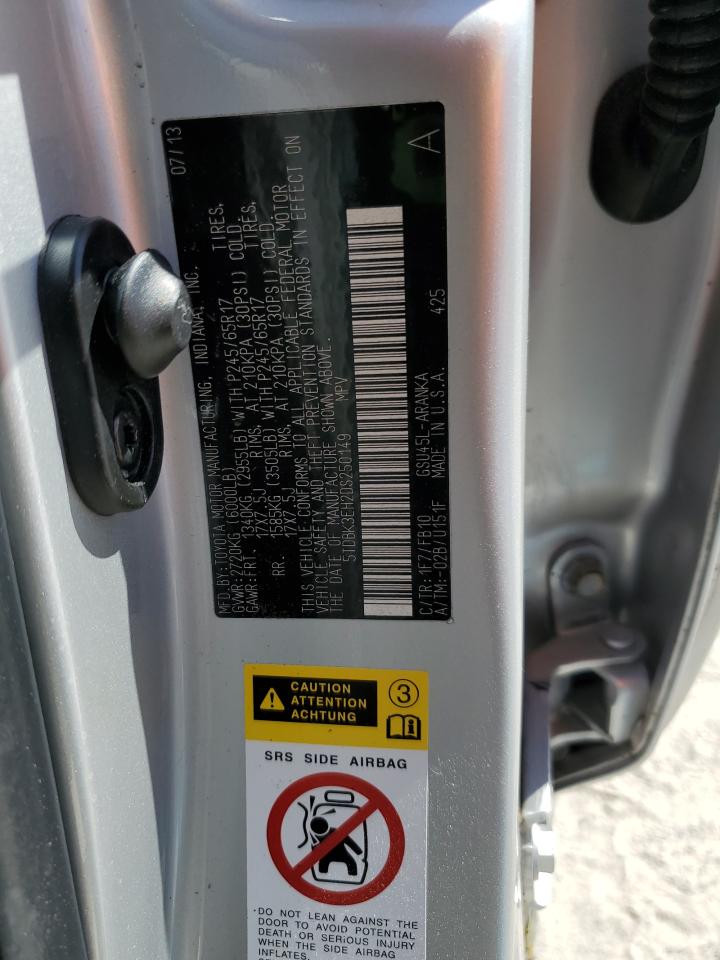 MFD.BY:TOYOTA MOTOR MANUFACTURING, INDIANA, INC. 07/13
GVWR:2720KG (6000LB)
GAWR:FRT. 1340KG (2955LB) WITH P245/65R17 TIRES,
17X7.5J RIMS, AT 210KPA (30PSI) COLD.
RR. 1589KG (3505LB) WITH P245/65R17 TIRES,
17X7.5J RIMS, AT 210KPA (30PSI) COLD.
THIS VEHICLE CONFORMS TO ALL APPLICABLE FEDERAL MOTOR
VEHICLE SAFETY AND THEFT PREVENTION STANDARDS IN EFFECT ON
THE DATE OF MANUFACTURE SHOWN ABOVE.
5TDBK3EH2DS250149 MPV
C/TR:1F7/FB10 GSU45L-ARANKA A
A/TM:-02B/U151F MADE IN U.S.A. 425
CAUTION
ATTENTION
ACHTUNG
3
SRS SIDE AIRBAG
·DO NOT LEAN AGAINST THE
DOOR TO AVOID POTENTIAL
DEATH OR SERIOUS INJURY
WHEN THE SIDE AIRBAG
INFLATES.